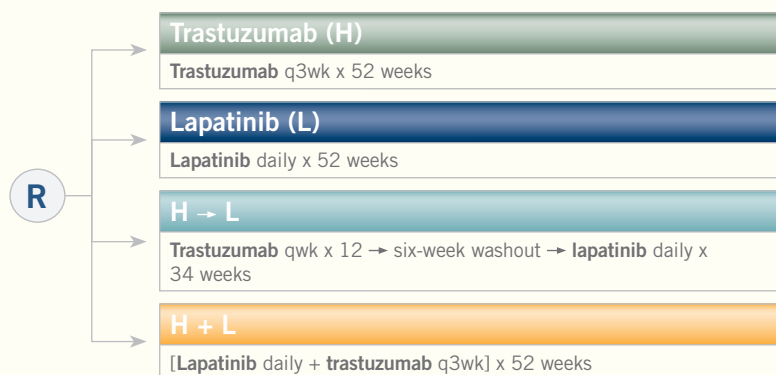 Trastuzumab (H)
Trastuzumab q3wk x 52 weeks
Lapatinib (L)
Lapatinib daily x 52 weeks
R
H → L
Trastuzumab qwk x 12 → six-week washout → lapatinib daily x
34 weeks
H + L
[Lapatinib daily + trastuzumab q3wk] x 52 weeks